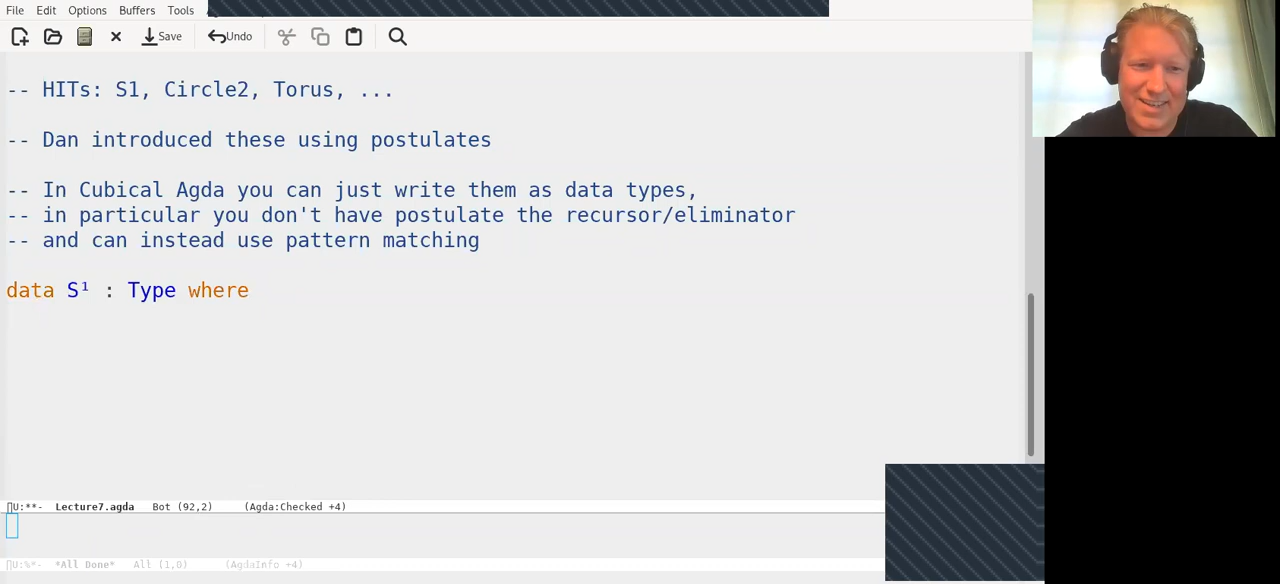 File Edit Options Buffers Tools
Save Undo
-- HITs: S1, Circle2, Torus, ...
-- Dan introduced these using postulates
-- In Cubical Agda you can just write them as data types,
-- in particular you don't have postulate the recursor/eliminator
-- and can instead use pattern matching
data S¹ : Type where
U:**- Lecture7.agda Bot (92,2) (Agda:Checked +4)
U:%*- *All Done* All (1,0) (AgdaInfo +4)